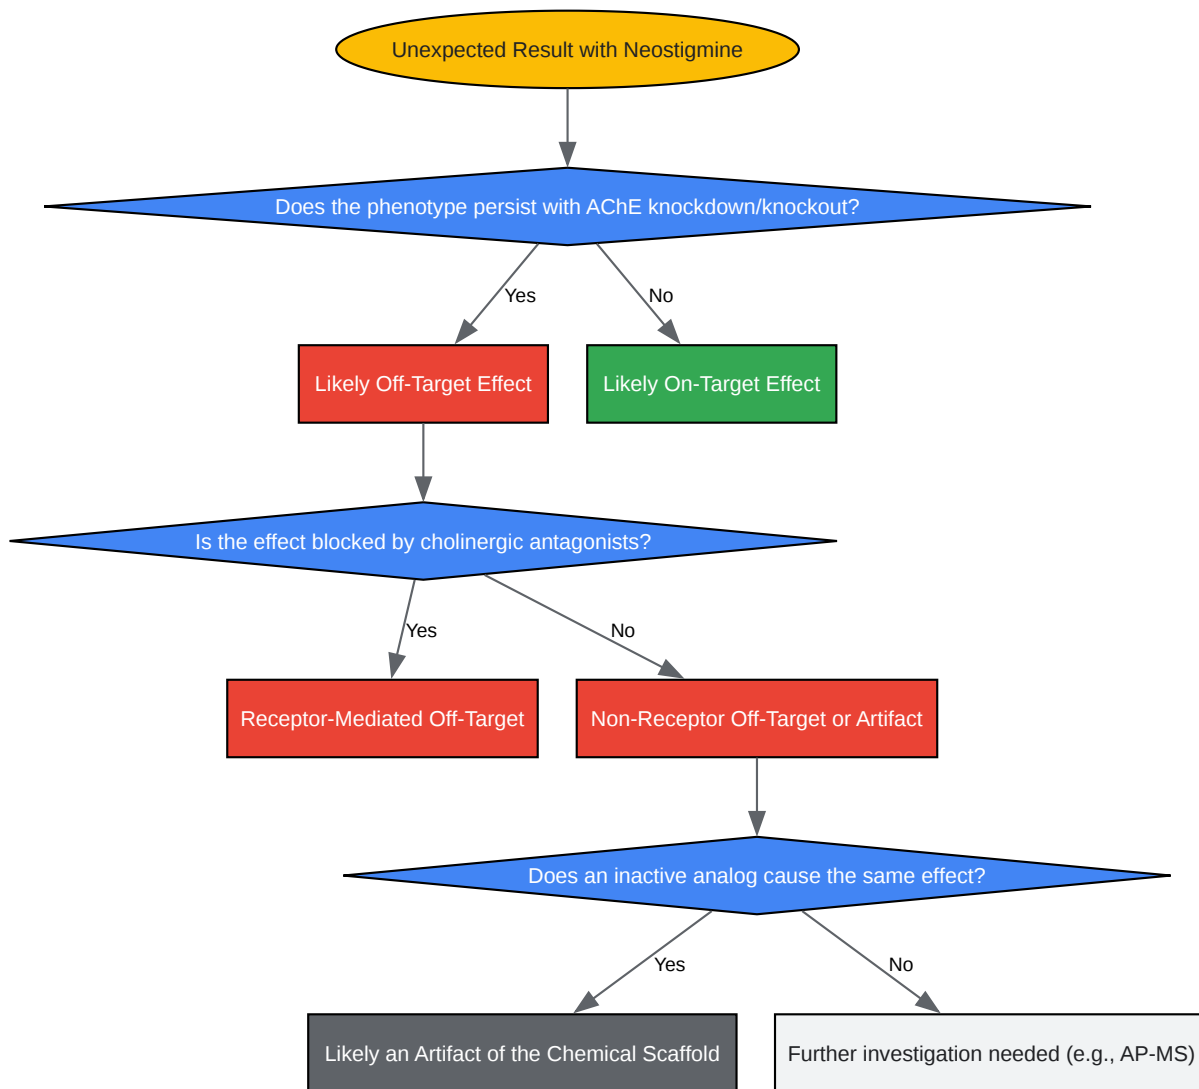 Unexpected Result with Neostigmine
Does the phenotype persist with AChE knockdown/knockout?
Yes
No
Likely Off-Target Effect
Likely On-Target Effect
Is the effect blocked by cholinergic antagonists?
Yes
No
Receptor-Mediated Off-Target
Non-Receptor Off-Target or Artifact
Does an inactive analog cause the same effect?
Yes
No
Likely an Artifact of the Chemical Scaffold
Further investigation needed (e.g., AP-MS)